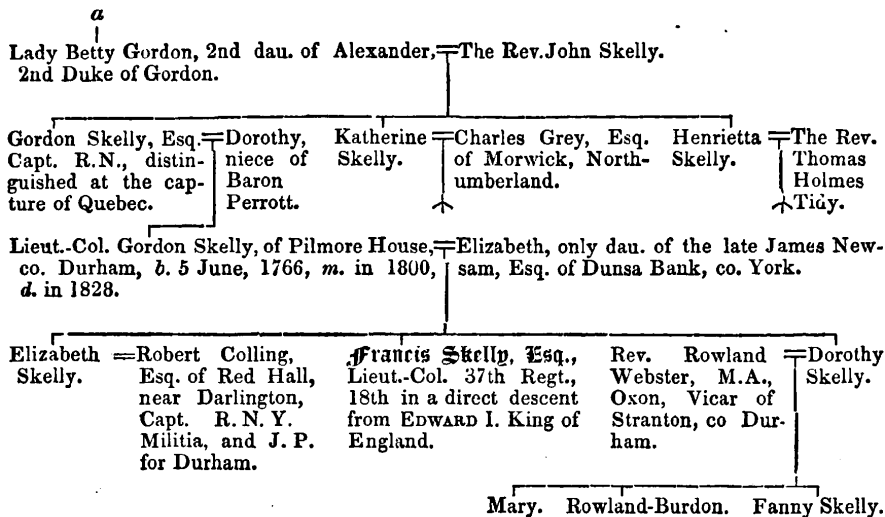 a
Lady Betty Gordon, 2nd dau. of Alexander,
2nd Duke of Gordon.
The Rev. John Skelly.
Gordon Skelly, Esq.
Capt. R.N., distin-
guished at the cap-
ture of Quebec.
Dorothy,
niece of
Baron
Perrott.
Katherine
Skelly.
Charles Grey, Esq.
of Morwick, North-
umberland.
Henrietta
Skelly.
The Rev.
Thomas
Holmes
Tidy.
Lieut.-Col. Gordon Skelly, of Pilmore House,
co. Durham, b. 5 June, 1766, m. in 1800,
d. in 1828.
Elizabeth, only dau. of the late James New-
sam, Esq. of Dunsa Bank, co. York.
Elizabeth
Skelly.
Robert Colling,
Esq. of Red Hall,
near Darlington,
Capt. R. N. Y.
Militia, and J. P.
for Durham.
Francis Skelly, Esq.,
Lieut.-Col. 37th Regt.,
18th in a direct descent
from EDWARD I. King of
England.
Rev. Rowland
Webster, M.A.,
Oxon, Vicar of
Stranton, co Dur-
ham.
Dorothy
Skelly.
Mary. Rowland-Burdon. Fanny Skelly.